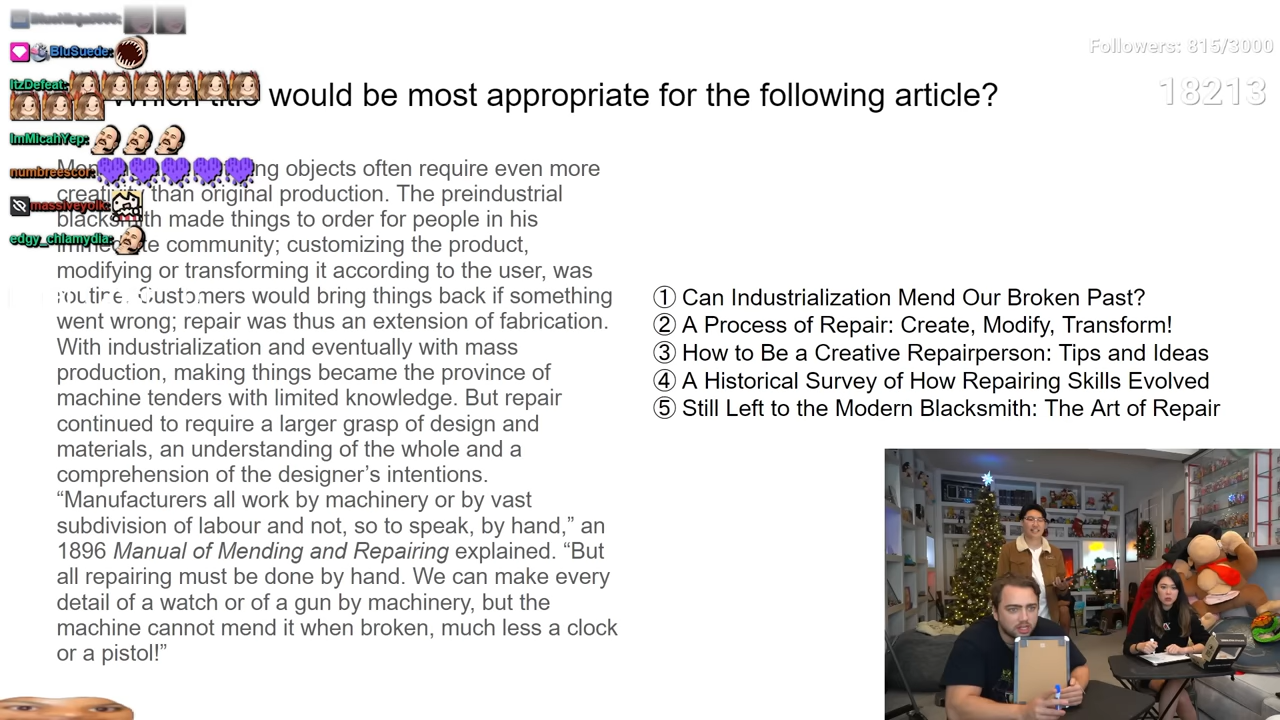 BluSuede:
ItzDefeat:
ImMicahYep:
numbreescor:
massiveyolk:
edgy_chlamydia:
Followers: 815/3000
18213
would be most appropriate for the following article?
objects often require even more
than original production. The preindustrial
blacksmith made things to order for people in his
community; customizing the product,
modifying or transforming it according to the user, was
routine. Customers would bring things back if something
went wrong; repair was thus an extension of fabrication.
With industrialization and eventually with mass
production, making things became the province of
machine tenders with limited knowledge. But repair
continued to require a larger grasp of design and
materials, an understanding of the whole and a
comprehension of the designer’s intentions.
“Manufacturers all work by machinery or by vast
subdivision of labour and not, so to speak, by hand,” an
1896 Manual of Mending and Repairing explained. “But
all repairing must be done by hand. We can make every
detail of a watch or of a gun by machinery, but the
machine cannot mend it when broken, much less a clock
or a pistol!”
① Can Industrialization Mend Our Broken Past?
② A Process of Repair: Create, Modify, Transform!
③ How to Be a Creative Repairperson: Tips and Ideas
④ A Historical Survey of How Repairing Skills Evolved
⑤ Still Left to the Modern Blacksmith: The Art of Repair